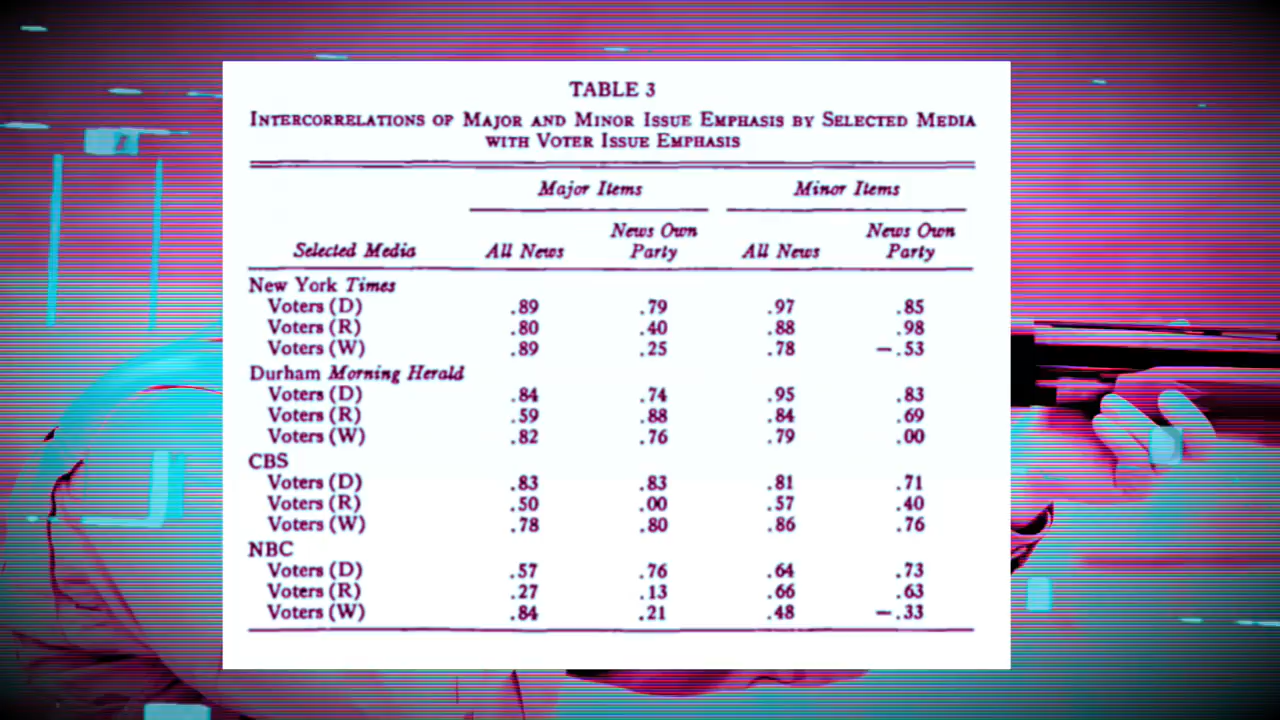 TABLE 3
INTERCORRELATIONS OF MAJOR AND MINOR ISSUE EMPHASIS BY SELECTED MEDIA
WITH VOTER ISSUE EMPHASIS
Major Items Minor Items
News Own News Own
Selected Media All News Party All News Party
New York Times
Voters (D) .89 .79 .97 .85
Voters (R) .80 .40 .88 .98
Voters (W) .89 .25 .78 —.53
Durham Morning Herald
Voters (D) .84 .74 .95 .83
Voters (R) .59 .88 .84 .69
Voters (W) .82 .76 .79 .00
CBS
Voters (D) .83 .83 .81 .71
Voters (R) .50 .00 .57 .40
Voters (W) .78 .80 .86 .76
NBC
Voters (D) .57 .76 .64 .73
Voters (R) .27 .13 .66 .63
Voters (W) .84 .21 .48 —.33